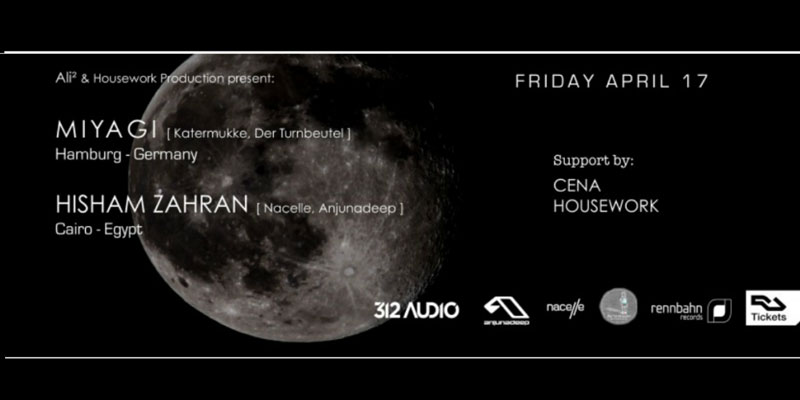 Ali² & Housework Production present:
MIYAGI [ Katermukke, Der Turnbeutel ]
Hamburg - Germany
HISHAM ZAHRAN [ Nacelle, Anjunadeep ]
Cairo - Egypt
FRIDAY APRIL 17
Support by:
CENA
HOUSEWORK
312 AUDIO
anjunadeep
nacelle
rennbahn
records
RA
Tickets